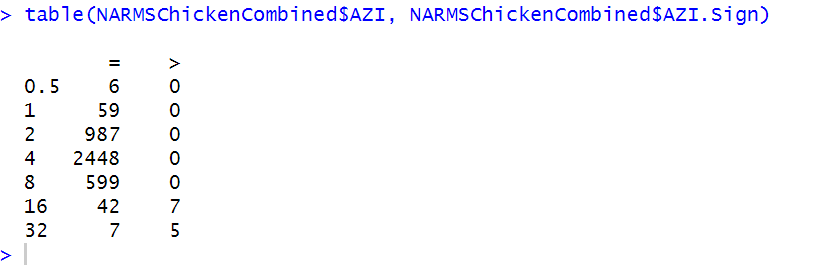 > table(NARMSChickenCombined$AZI, NARMSChickenCombined$AZI.Sign)
= >
0.5 6 0
1 59 0
2 987 0
4 2448 0
8 599 0
16 42 7
32 7 5
>